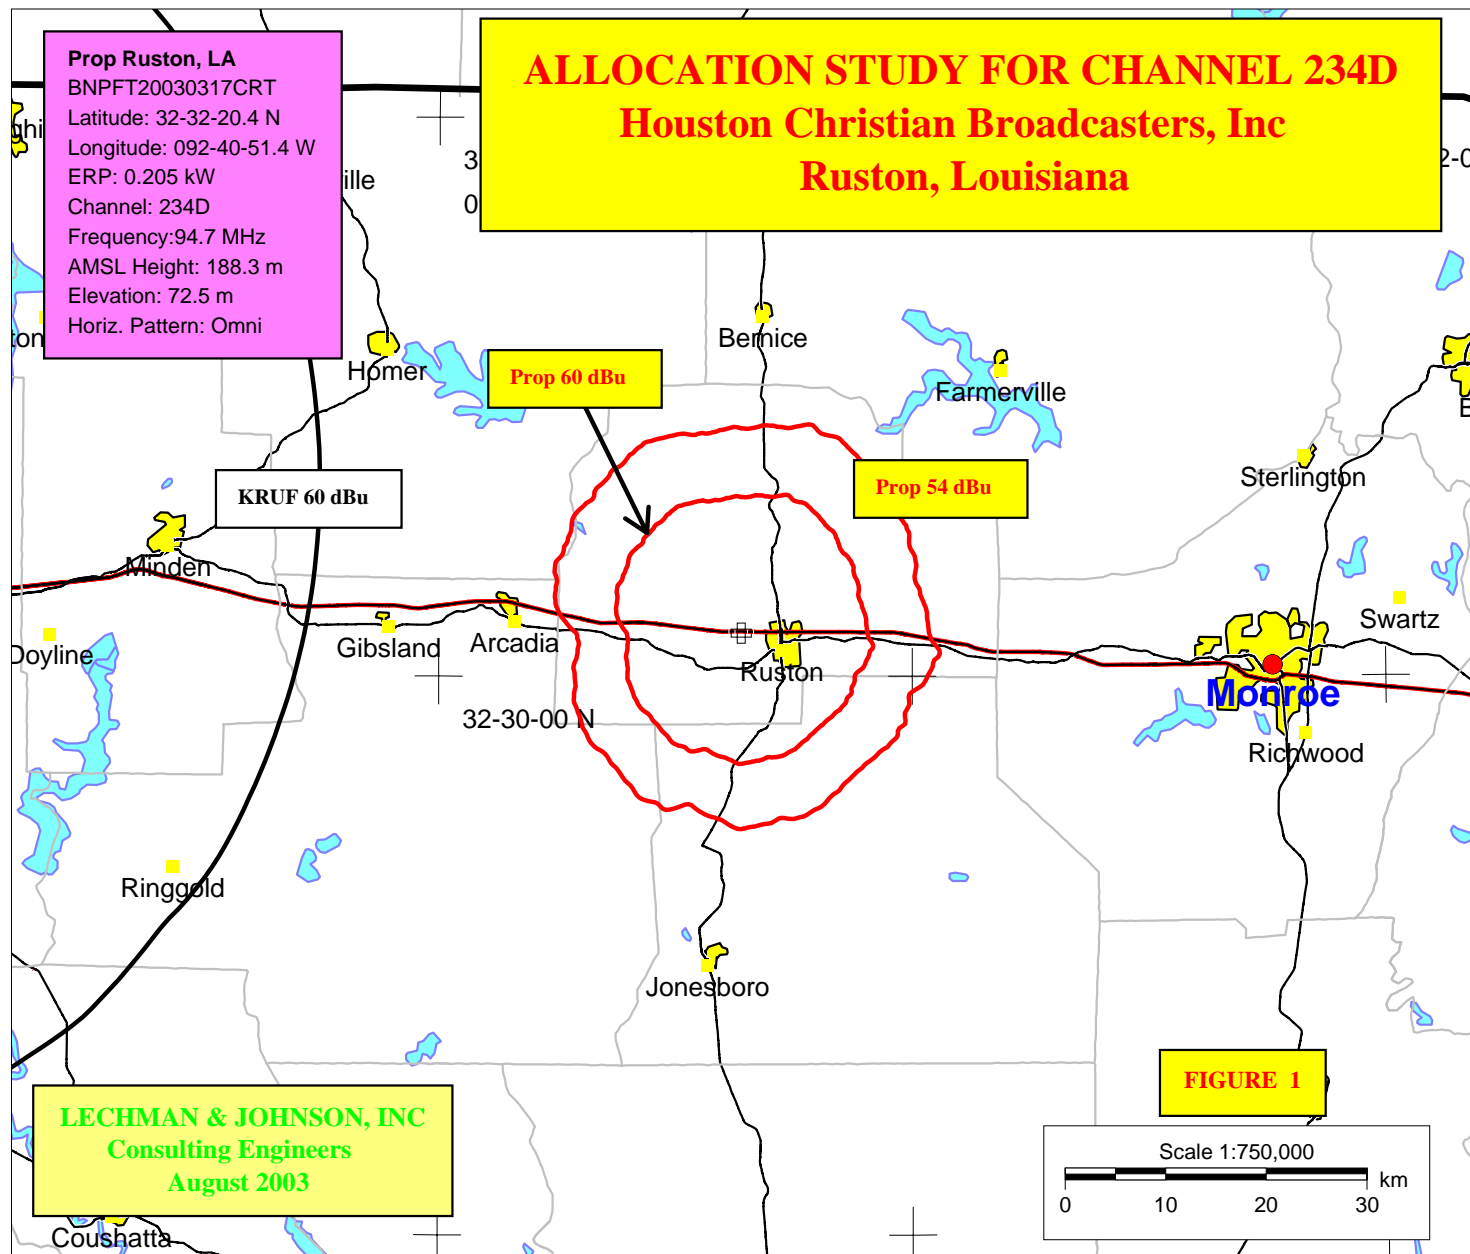 Prop Ruston, LA
BNPFT20030317CRT
Latitude: 32-32-20.4 N
Longitude: 092-40-51.4 W
ERP: 0.205 kW
Channel: 234D
Frequency:94.7 MHz
AMSL Height: 188.3 m
Elevation: 72.5 m
Horiz. Pattern: Omni
ALLOCATION STUDY FOR CHANNEL 234D
Houston Christian Broadcasters, Inc
Ruston, Louisiana
ville
Bernice
Homer
Prop 60 dBu
Farmerville
KRUF 60 dBu
Prop 54 dBu
Sterlington
Minden
Swartz
Doyline
Gibsland
Arcadia
Ruston
Monroe
32-30-00 N
Richwood
Ringgold
Jonesboro
FIGURE 1
LECHMAN & JOHNSON, INC
Consulting Engineers
August 2003
Scale 1:750,000
km
0 10 20 30
Coushatta